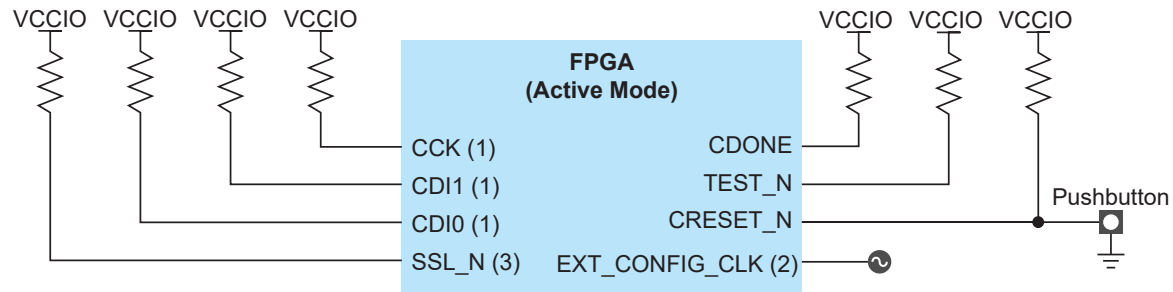 VCCIO VCCIO VCCIO VCCIO
VCCIO VCCIO VCCIO
FPGA
(Active Mode)
CCK (1)
CDI1 (1)
CDI0 (1)
SSL_N (3)
CDONE
TEST_N
CRESET_N
EXT_CONFIG_CLK (2)
Pushbutton